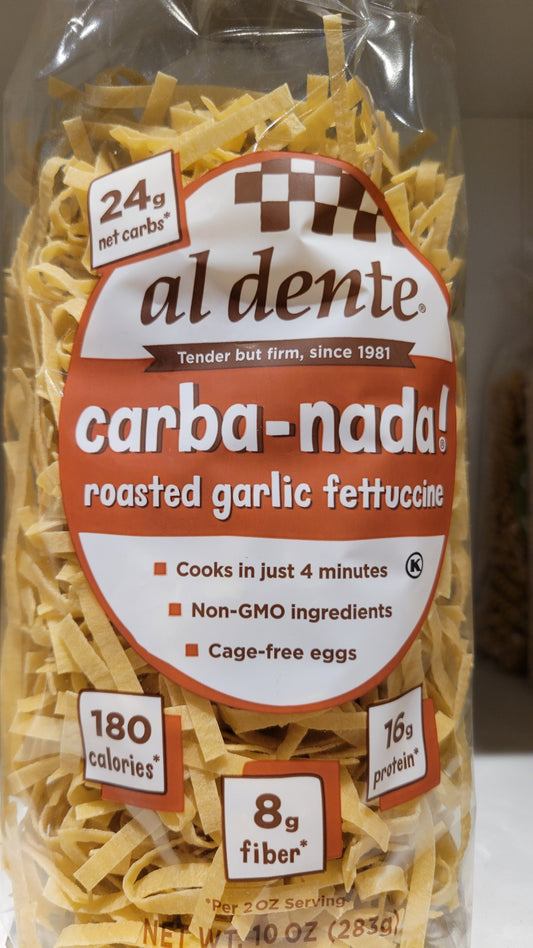 24g
net carbs*
al dente®
Tender but firm, since 1981
carba-nada!®
roasted garlic fettuccine
■ Cooks in just 4 minutes
K
■ Non-GMO ingredients
■ Cage-free eggs
180
calories*
16g
protein*
8g
fiber*
*Per 2 OZ Serving
NET WT. 10 OZ (283g)